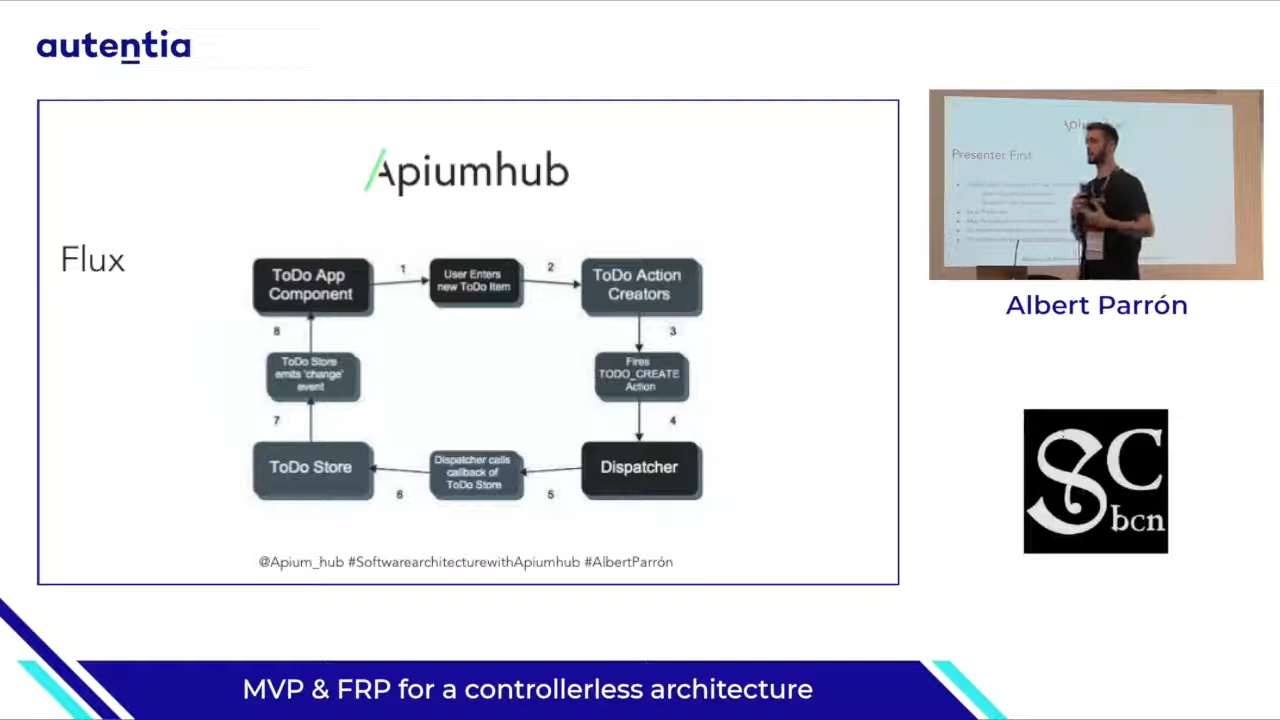 autentia
Apiumhub
Flux
ToDo App
Component
1
User Enters
new ToDo Item
2
ToDo Action
Creators
8
3
ToDo Store
emits 'change'
event
Fires
TODO_CREATE
Action
7
4
ToDo Store
Dispatcher calls
callback of
ToDo Store
Dispatcher
6
5
@Apium_hub #SoftwarearchitecturewithApiumhub #AlbertParrón
Presenter First
Albert Parrón
SC
bcn
MVP & FRP for a controllerless architecture